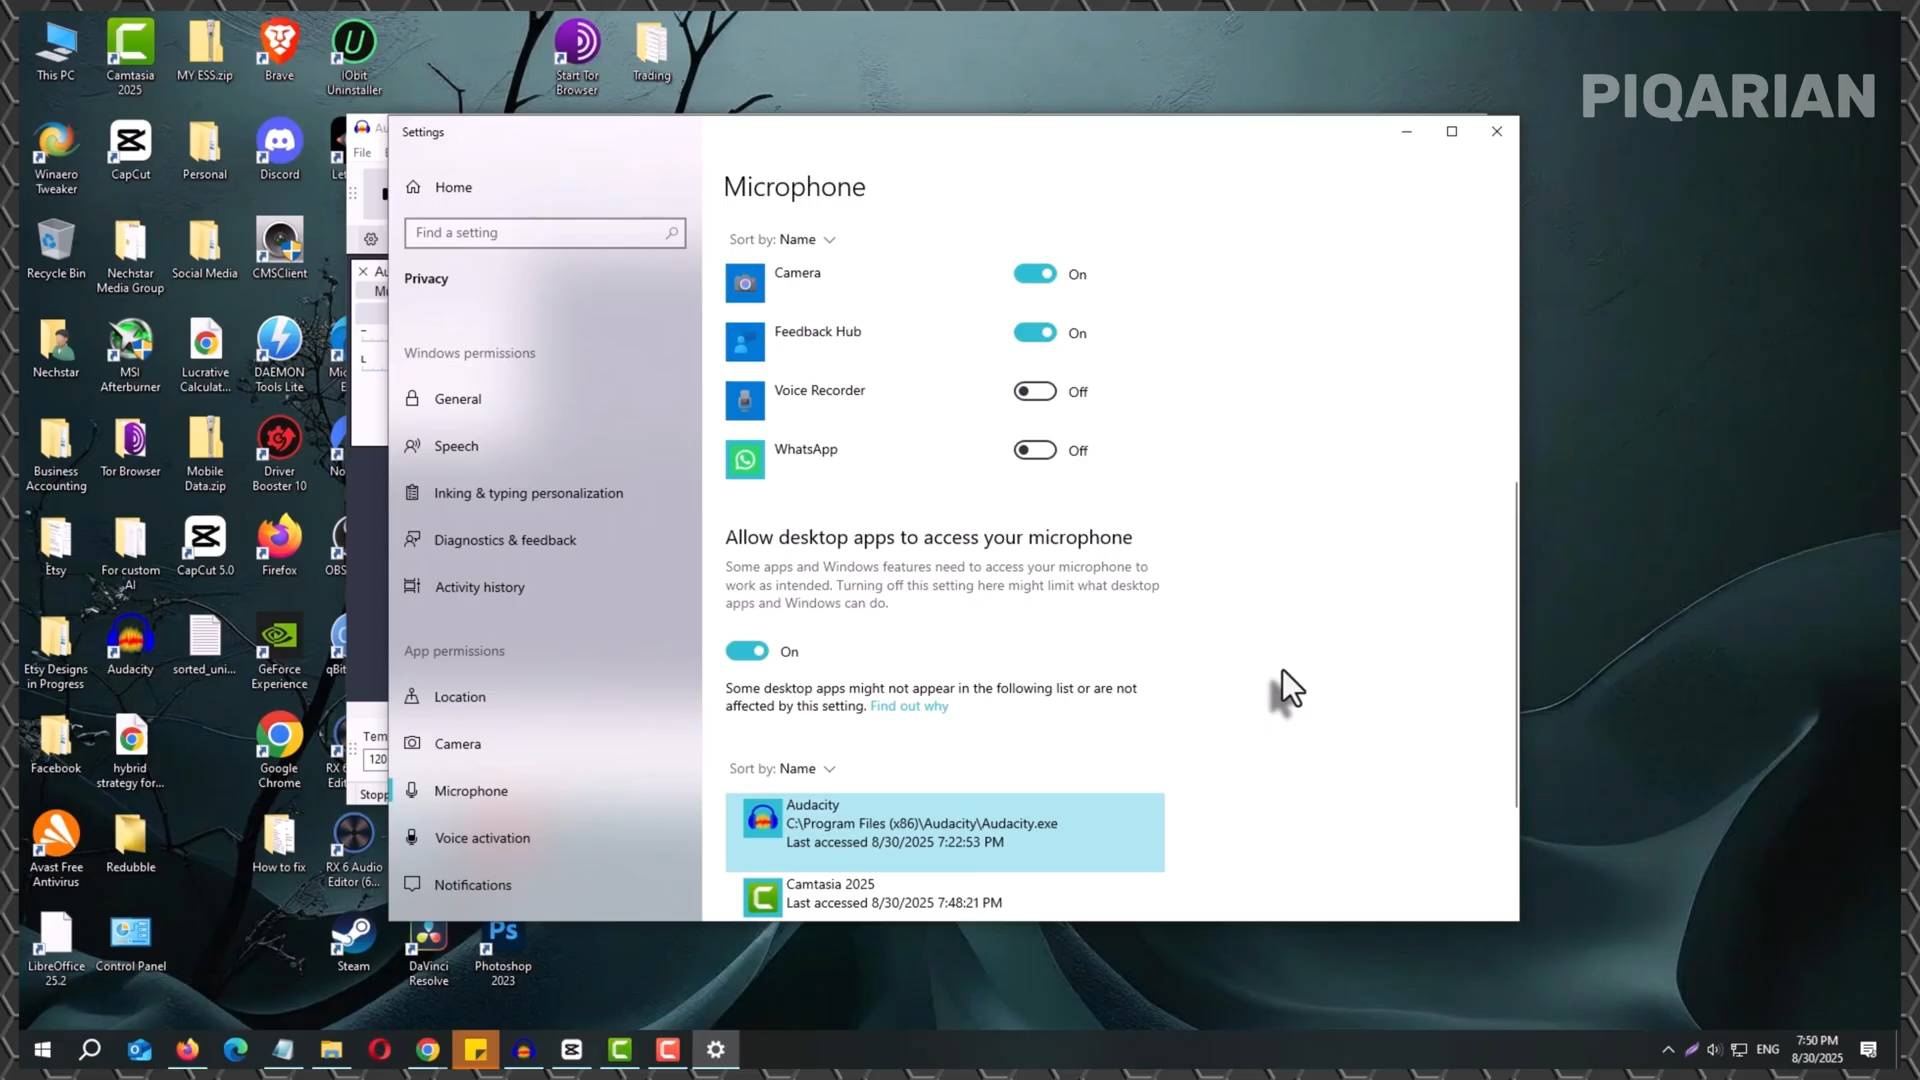 PIQARIAN
This PC
Camtasia
2025
MY ESS.zip
Brave
IObit
Uninstaller
Start Tor
Browser
Trading
Winaero
Tweaker
CapCut
Personal
Discord
Recycle Bin
Nechstar
Media Group
Social Media
CMSClient
Nechstar
MSI
Afterburner
Lucrative
Calculat...
DAEMON
Tools Lite
Business
Accounting
Tor Browser
Mobile
Data.zip
Driver
Booster 10
Etsy
For custom
AI
CapCut 5.0
Firefox
Etsy Designs
in Progress
Audacity
sorted_uni...
GeForce
Experience
Facebook
hybrid
strategy for...
Google
Chrome
Avast Free
Antivirus
Redubble
How to fix
RX 6 Audio
Editor (6...
LibreOffice
25.2
Control Panel
Steam
DaVinci
Resolve
Photoshop
2023
File
Tem
120
Stopp
Settings
Home
Find a setting
Privacy
Windows permissions
General
Speech
Inking & typing personalization
Diagnostics & feedback
Activity history
App permissions
Location
Camera
Microphone
Voice activation
Notifications
Microphone
Sort by: Name
Camera
On
Feedback Hub
On
Voice Recorder
Off
WhatsApp
Off
Allow desktop apps to access your microphone
Some apps and Windows features need to access your microphone to
work as intended. Turning off this setting here might limit what desktop
apps and Windows can do.
On
Some desktop apps might not appear in the following list or are not
affected by this setting. Find out why
Sort by: Name
Audacity
C:\Program Files (x86)\Audacity\Audacity.exe
Last accessed 8/30/2025 7:22:53 PM
Camtasia 2025
Last accessed 8/30/2025 7:48:21 PM
ENG
7:50 PM
8/30/2025